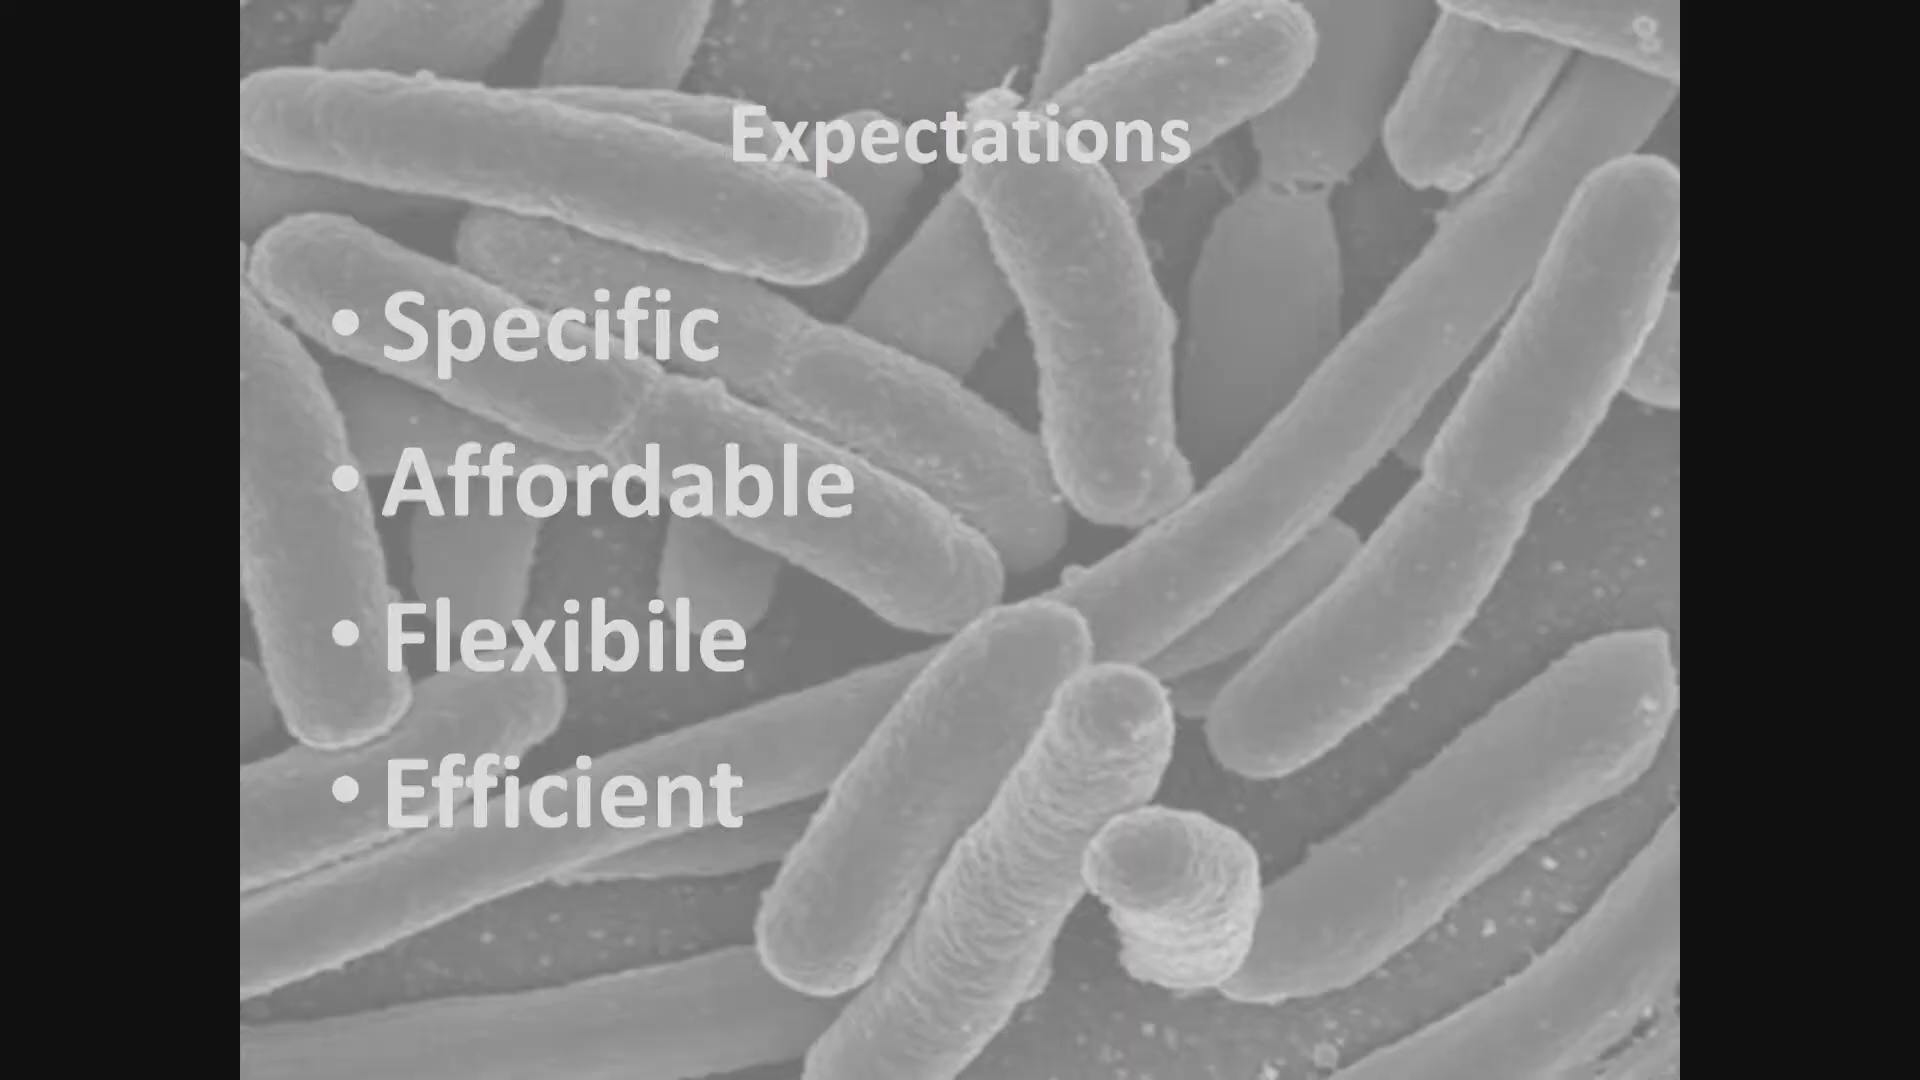 Expectations
• Specific
• Affordable
• Flexibile
• Efficient